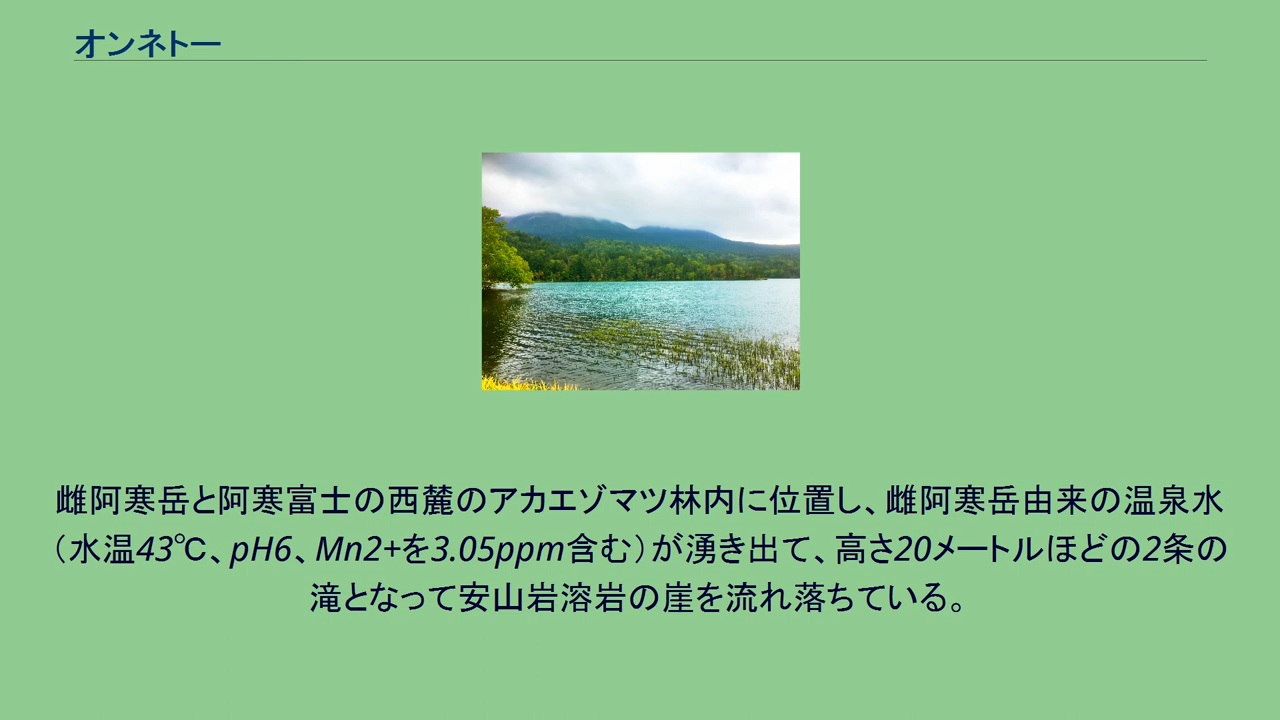 オンネトー
雌阿寒岳と阿寒富士の西麓のアカエゾマツ林内に位置し、雌阿寒岳由来の温泉水
（水温43℃、pH6、Mn2+を3.05ppm含む）が湧き出て、高さ20メートルほどの2条の
滝となって安山岩溶岩の崖を流れ落ちている。